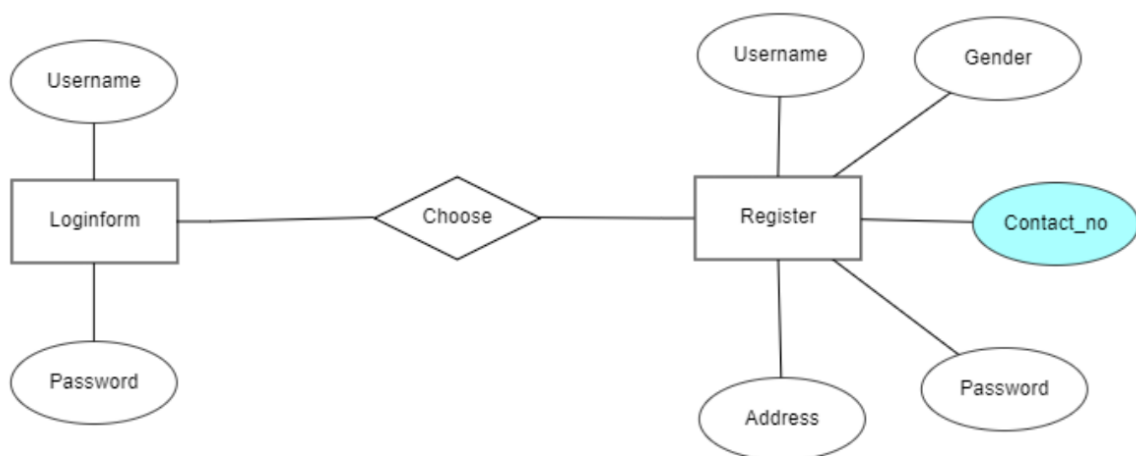 Username
Username
Gender
Loginform
Choose
Register
Contact_no
Password
Password
Address